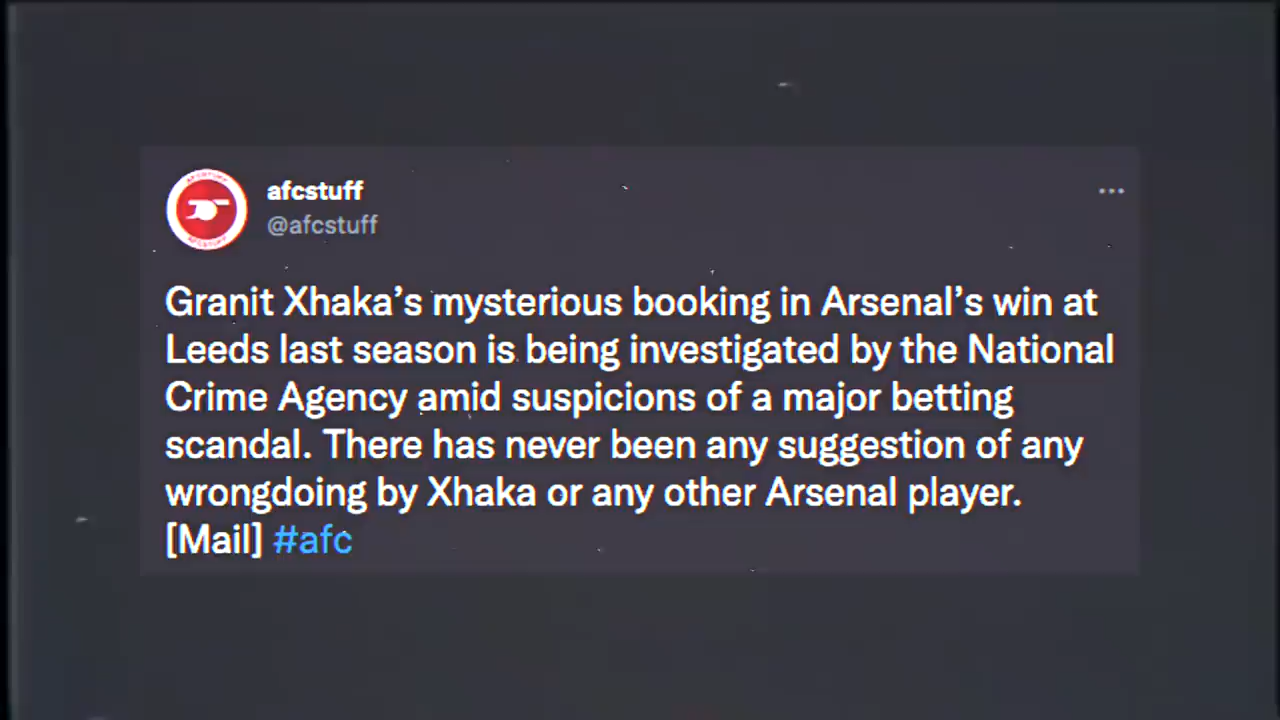 afcstuff
@afcstuff
Granit Xhaka’s mysterious booking in Arsenal’s win at
Leeds last season is being investigated by the National
Crime Agency amid suspicions of a major betting
scandal. There has never been any suggestion of any
wrongdoing by Xhaka or any other Arsenal player.
[Mail] #afc